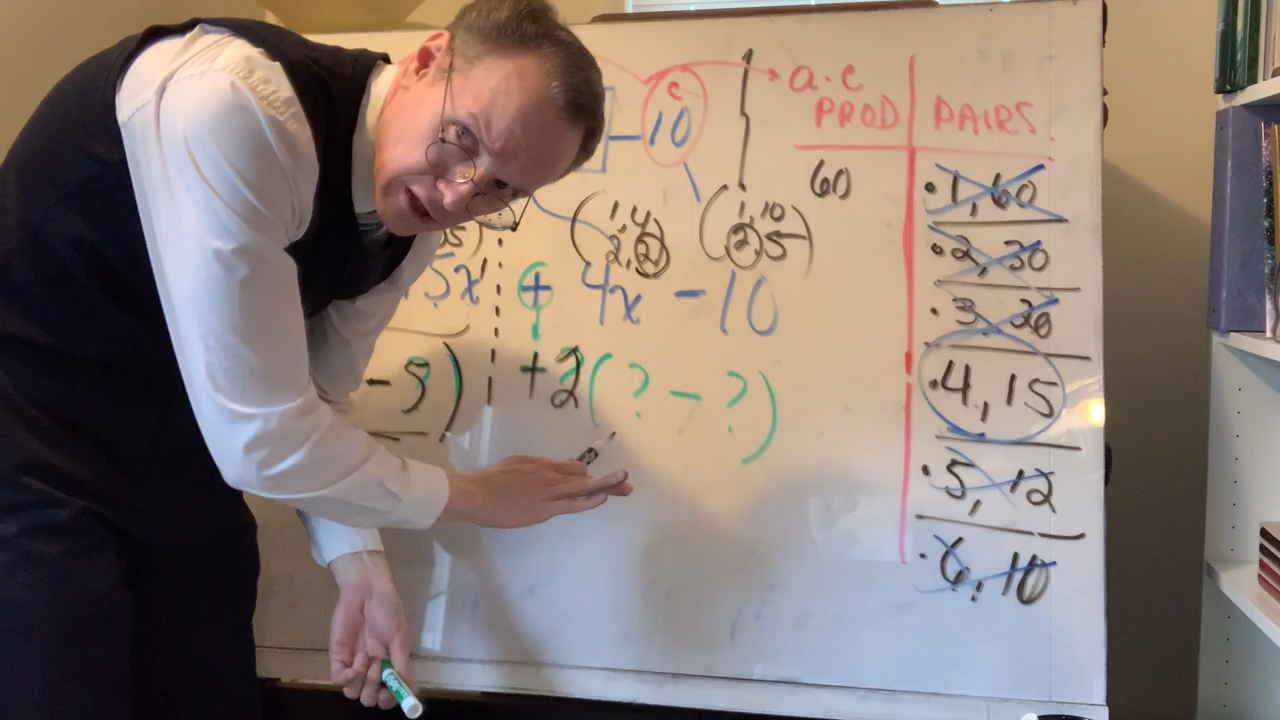 c
a·c
- 10
PROD | PAIRS
60
·1, 60
(1, 4
(1, 10
2, 2)
2, 5)
·2, 30
5x + 4x - 10
·3, 20
- 5) +2(? - ?)
·4, 15
·5, 12
·6, 10